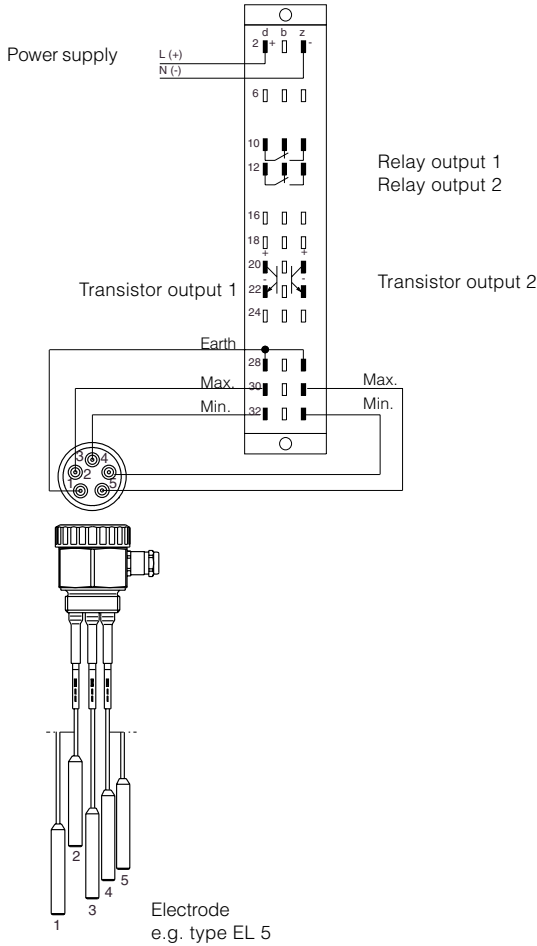 d b z
2 + -
Power supply
L (+)
N (-)
6
10
Relay output 1
12
Relay output 2
16
18
+ +
20
Transistor output 2
- -
Transistor output 1
22
24
Earth
28
Max. 30 Max.
Min. 32 Min.
3 4
2
1 5
2
5
4
3
1
Electrode
e.g. type EL 5